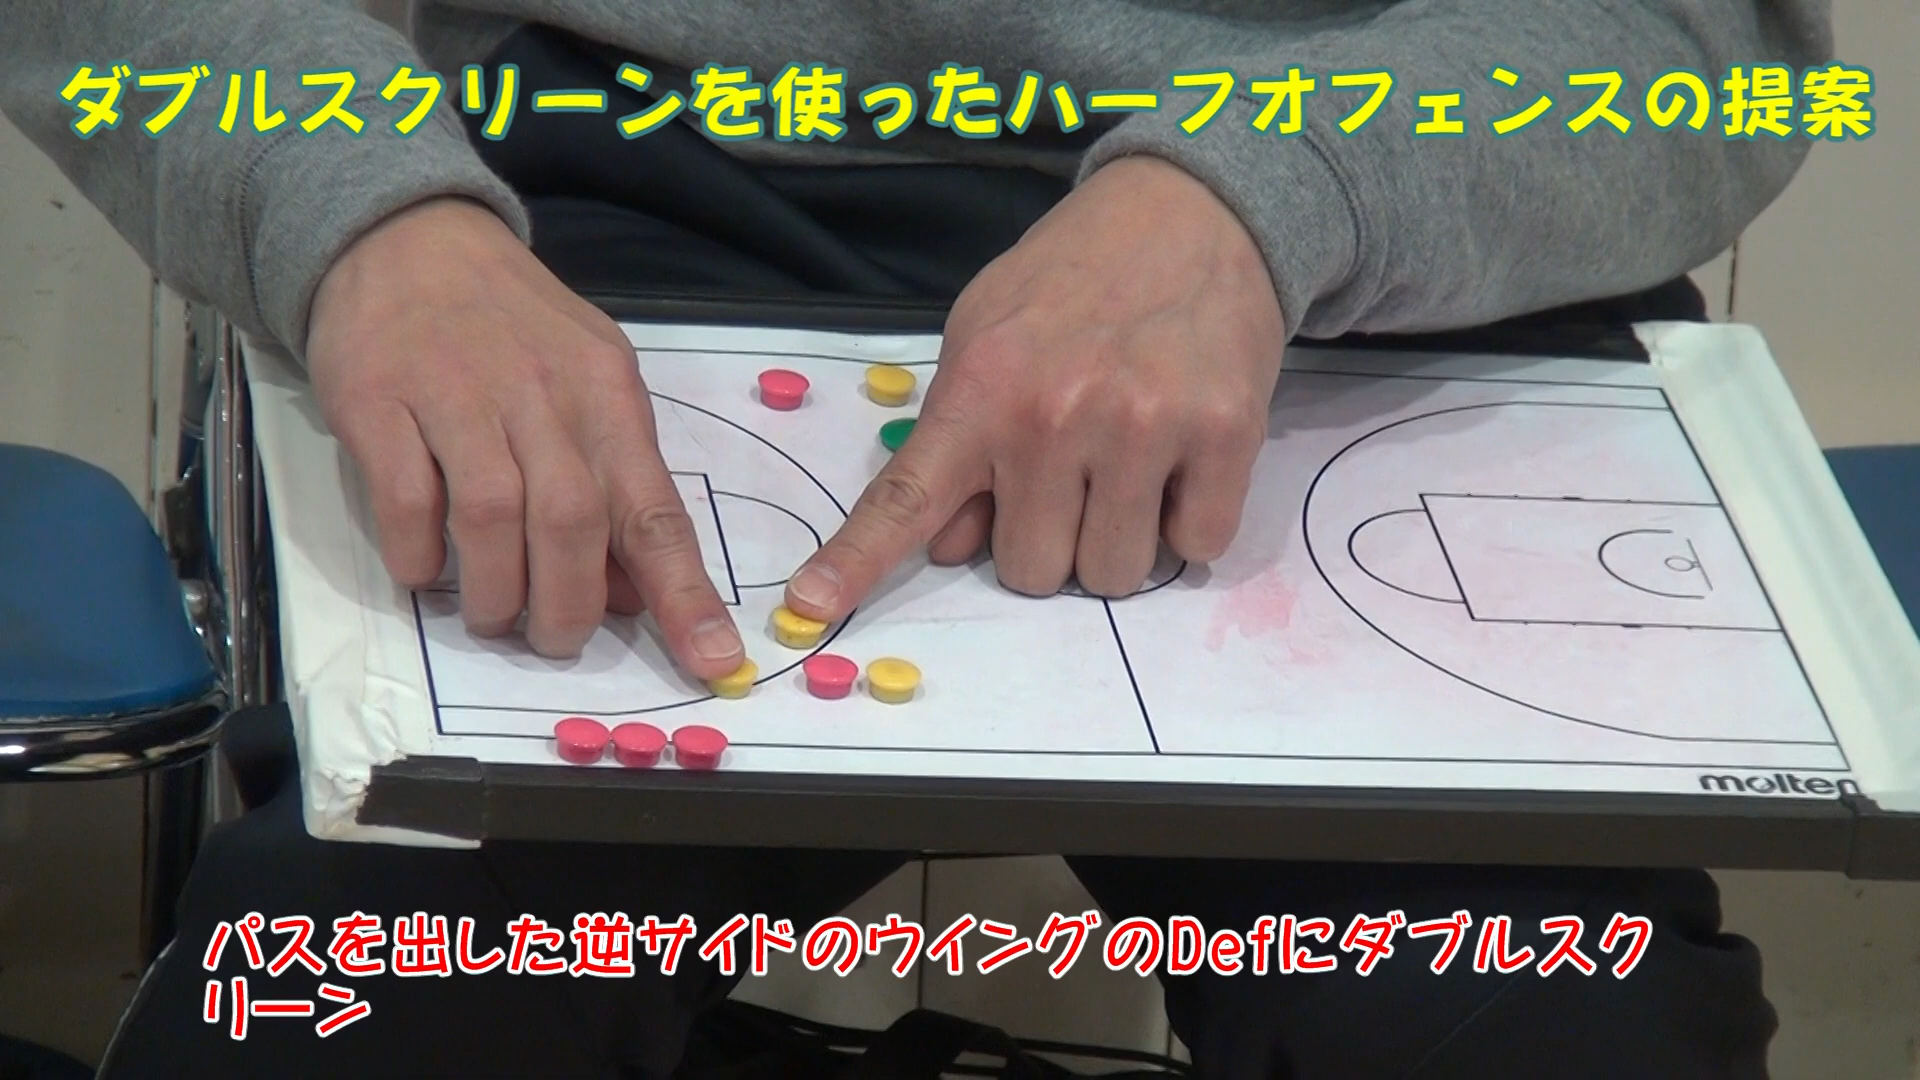 ダブルスクリーンを使ったハーフオフェンスの提案
molten
パスを出した逆サイドのウイングのDefにダブルスク
リーン